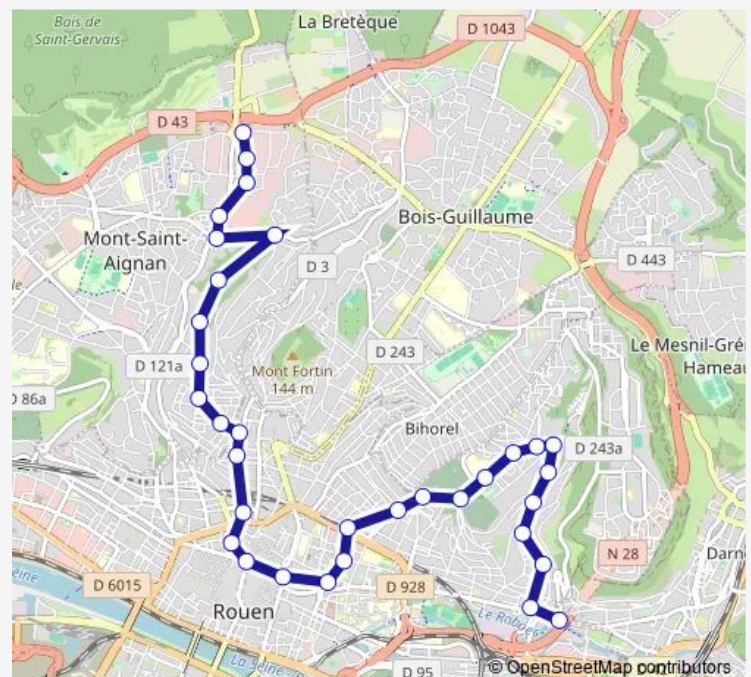 La Bretèque
Bois de
Saint-Gervais
D 1043
D 43
Bois-Guillaume
Mont-Saint-
Aignan
D 443
D 3
Le Mesnil-Gré
Hameau
D 243
D 121a
Mont Fortin
144 m
D 86a
Bihorel
D 243a
N 28
Darn
Seine
D 6015
D 928
Rouen
Le Robec
La Seine
D 95
© OpenStreetMap contributors